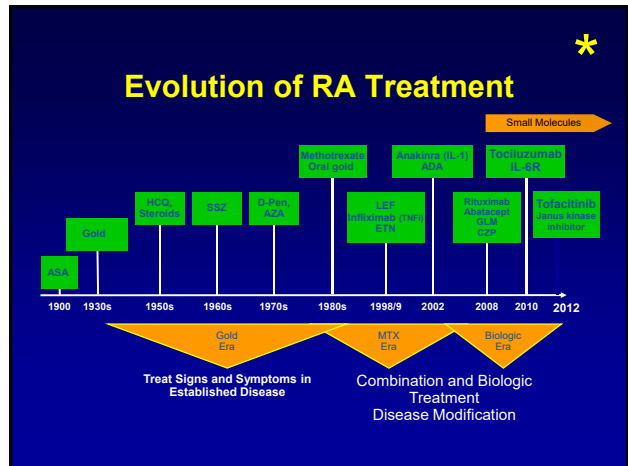 *
Evolution of RA Treatment
Small Molecules
Methotrexate
Oral gold
Anakinra (IL-1)
ADA
Tociluzumab
IL-6R
HCQ,
Steroids
SSZ
D-Pen,
AZA
LEF
Infliximab (TNFi)
ETN
Rituximab
Abatacept
GLM
CZP
Tofacitinib
Janus kinase
inhibitor
Gold
ASA
1900
1930s
1950s
1960s
1970s
1980s
1998/9
2002
2008
2010
2012
Gold
Era
MTX
Era
Biologic
Era
Treat Signs and Symptoms in
Established Disease
Combination and Biologic
Treatment
Disease Modification